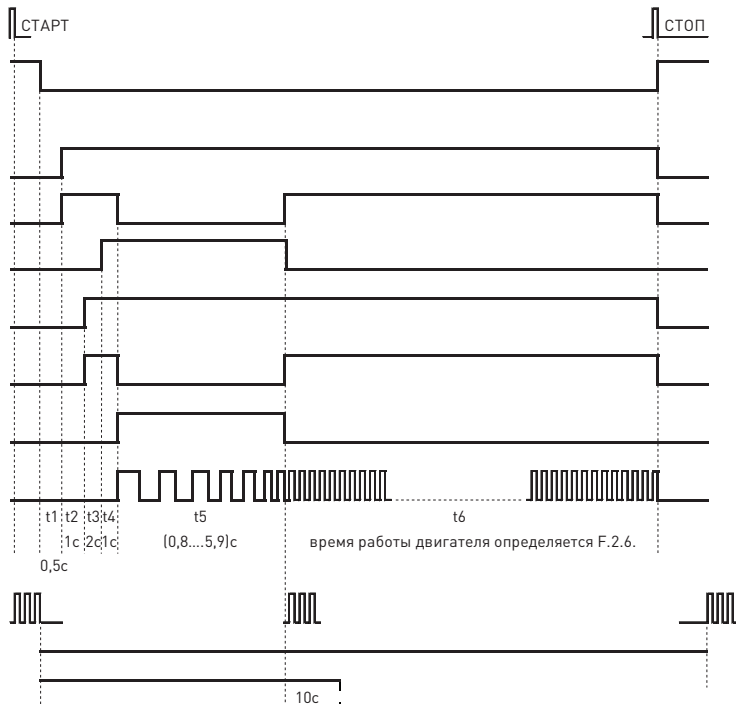 СТАРТ СТОП
t1 t2 t3 t4 t5 t6
1с 2с 1с (0,8....5,9)с время работы двигателя определяется F.2.6.
0,5с
10с